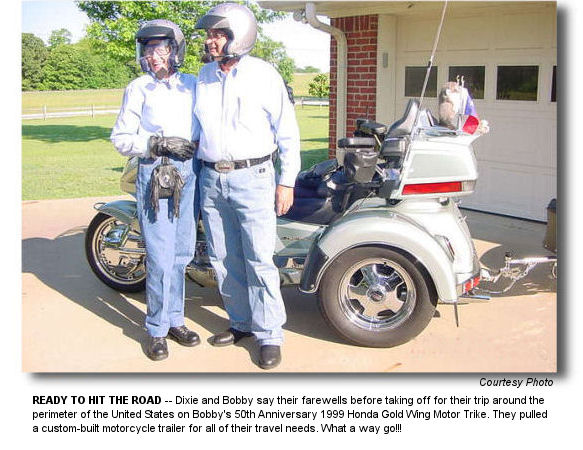 Courtesy Photo
READY TO HIT THE ROAD -- Dixie and Bobby say their farewells before taking off for their trip around the
perimeter of the United States on Bobby's 50th Anniversary 1999 Honda Gold Wing Motor Trike. They pulled
a custom-built motorcycle trailer for all of their travel needs. What a way go!!!